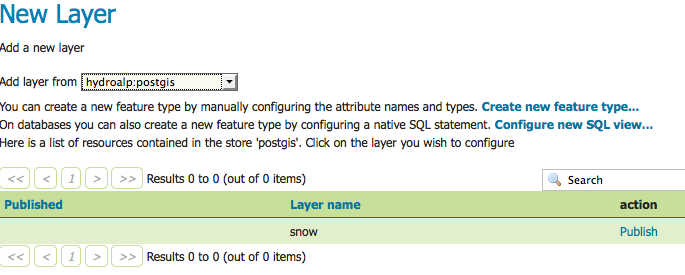 New Layer
Add a new layer
Add layer from hydroalp:postgis
You can create a new feature type by manually configuring the attribute names and types. Create new feature type...
On databases you can also create a new feature type by configuring a native SQL statement. Configure new SQL view...
Here is a list of resources contained in the store 'postgis'. Click on the layer you wish to configure
<< < 1 > >> Results 0 to 0 (out of 0 items) Search
Published Layer name action
snow Publish
<< < 1 > >> Results 0 to 0 (out of 0 items)